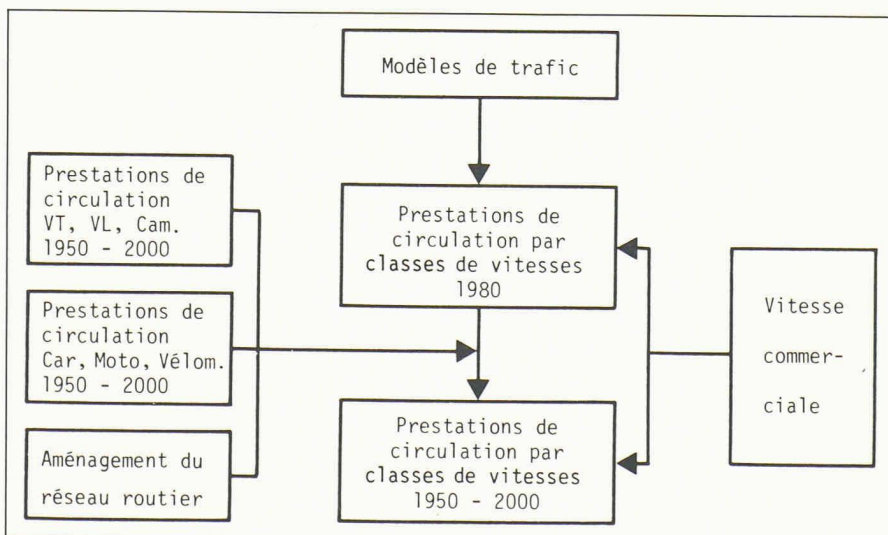 Modèles de trafic
Prestations de
circulation
VT, VL, Cam.
1950 - 2000
Prestations de
circulation
Car, Moto, Vélom.
1950 - 2000
Aménagement du
réseau routier
Prestations de
circulation par
classes de vitesses
1980
Prestations de
circulation par
classes de vitesses
1950 - 2000
Vitesse
commer-
ciale